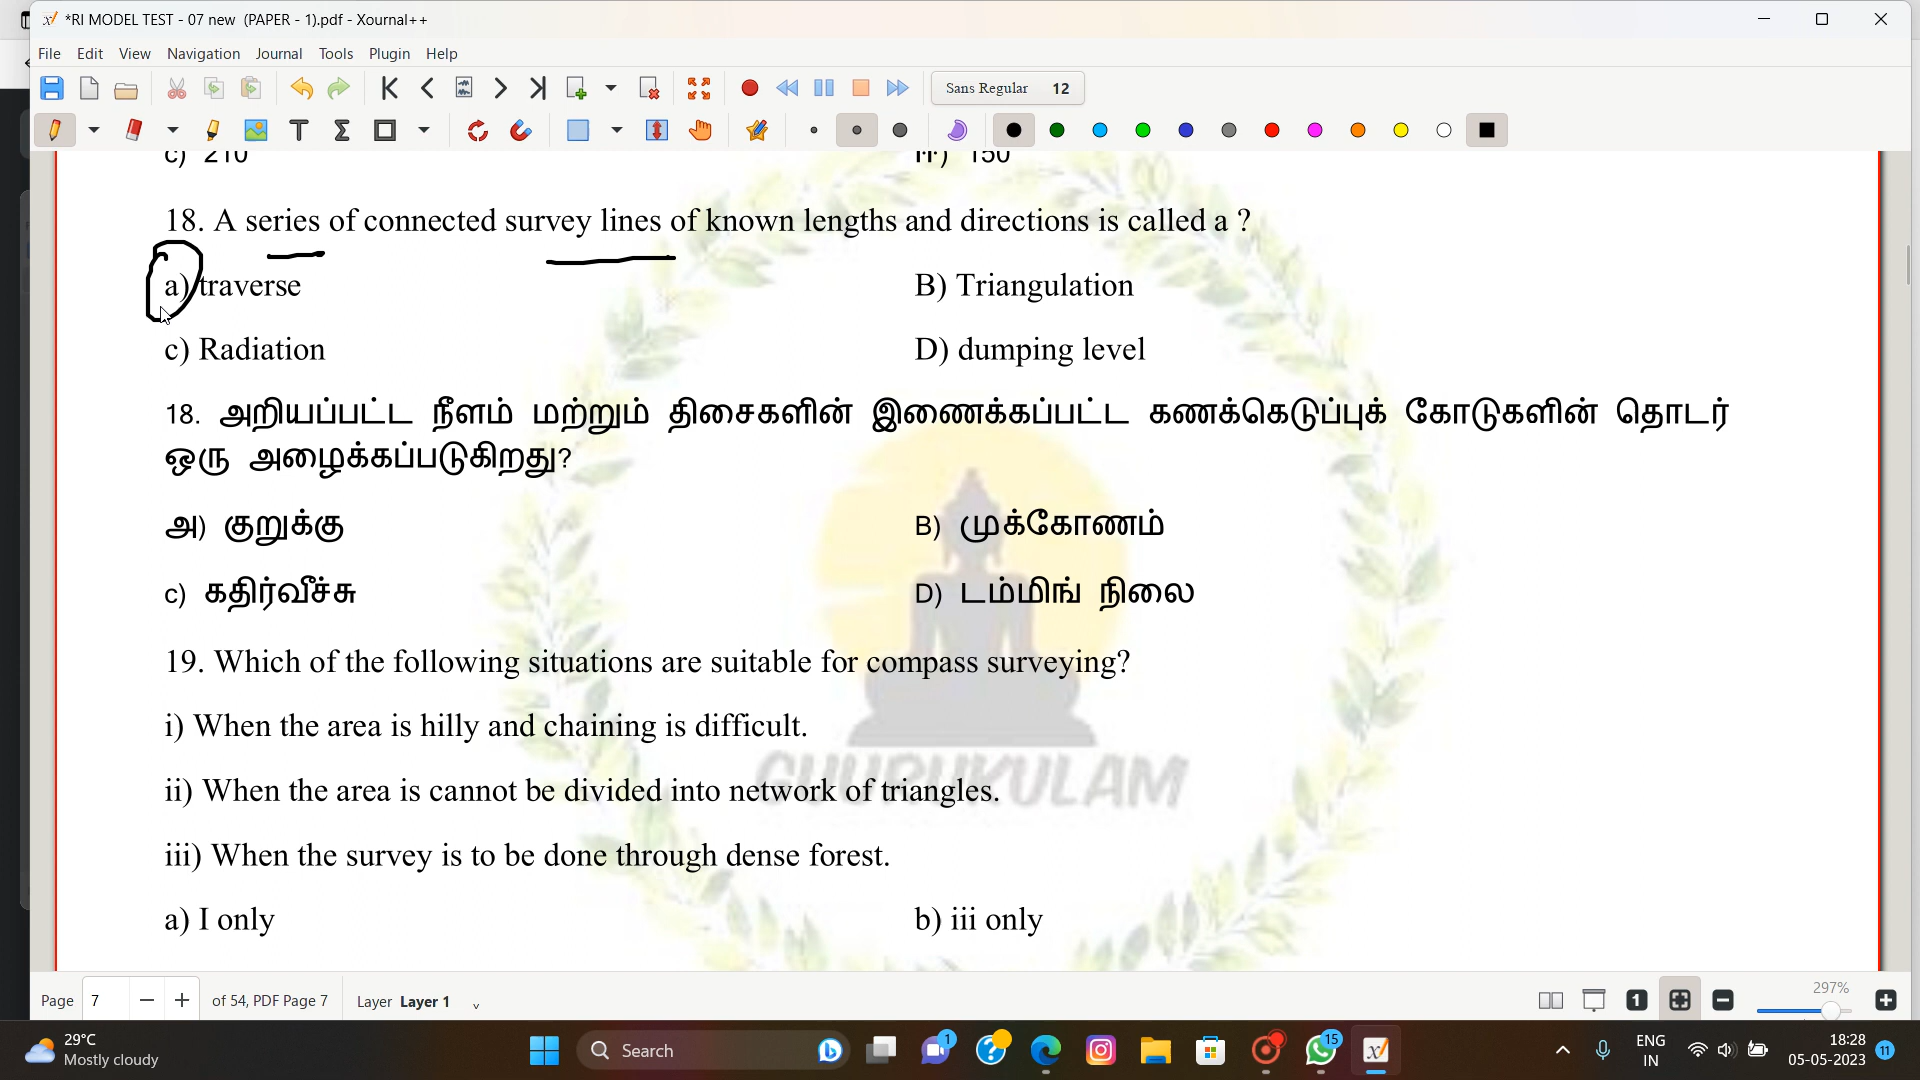 *RI MODEL TEST - 07 new (PAPER - 1).pdf - Xournal++
File Edit View Navigation Journal Tools Plugin Help
Sans Regular 12
c) 210 ஈ) 150
18. A series of connected survey lines of known lengths and directions is called a ?
a) traverse B) Triangulation
c) Radiation D) dumping level
18. அறியப்பட்ட நீளம் மற்றும் திசைகளின் இணைக்கப்பட்ட கணக்கெடுப்புக் கோடுகளின் தொடர்
ஒரு அழைக்கப்படுகிறது?
அ) குறுக்கு B) முக்கோணம்
c) கதிர்வீச்சு D) டம்மிங் நிலை
19. Which of the following situations are suitable for compass surveying?
i) When the area is hilly and chaining is difficult.
GUURUKULAM
ii) When the area is cannot be divided into network of triangles.
iii) When the survey is to be done through dense forest.
a) I only b) iii only
Page 7 of 54, PDF Page 7 Layer Layer 1 297%
29°C
Mostly cloudy
Search
1
15
ENG
IN
18:28
05-05-2023
11